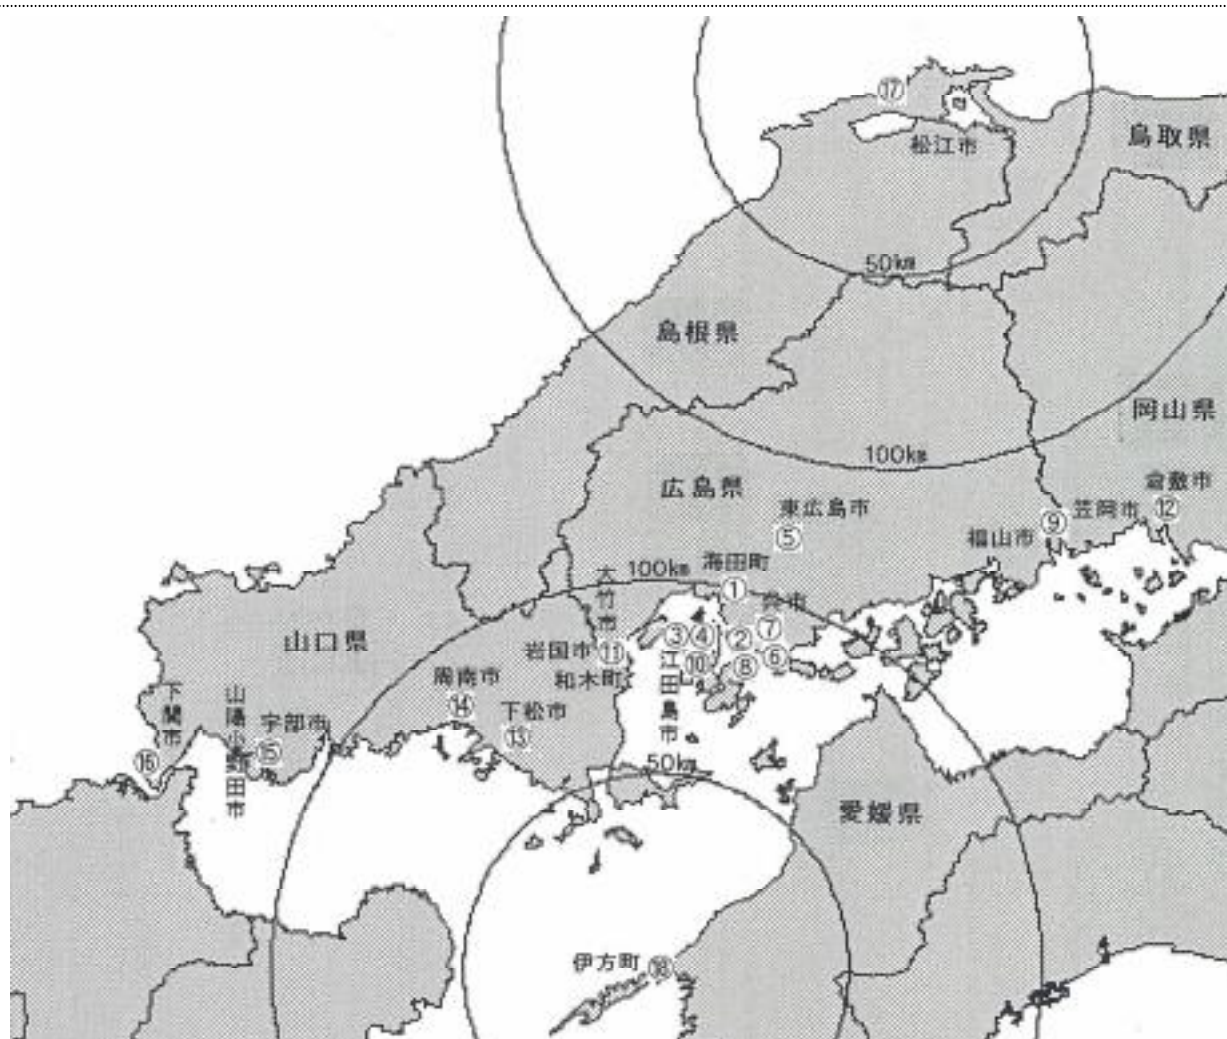 ⑰
松江市
鳥取県
50km
島根県
岡山県
100km
広島県
東広島市
⑤
倉敷市
笠岡市
⑫
⑨
福山市
海田町
①
100km
大竹市
呉市
⑦
③
④
②
⑥
⑧
⑩
⑪
岩国市
和木町
江田島市
山口県
周南市
⑭
下松市
⑬
下関市
⑯
山陽小野田市
宇部市
⑮
50km
愛媛県
伊方町
⑱